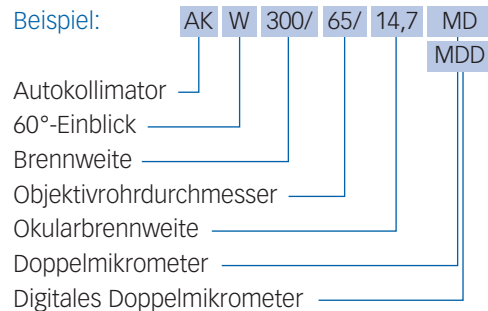 Beispiel: AK W 300/ 65/ 14,7 MD
MDD
Autokollimator
60°-Einblick
Brennweite
Objektivrohrdurchmesser
Okularbrennweite
Doppelmikrometer
Digitales Doppelmikrometer